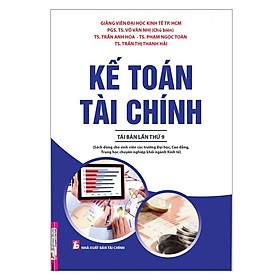 GIẢNG VIÊN ĐẠI HỌC KINH TẾ TP. HCM
PGS. TS. VÕ VĂN NHỊ (Chủ biên)
TS. TRẦN ANH HOA - TS. PHẠM NGỌC TOÀN
TS. TRẦN THỊ THANH HẢI
KẾ TOÁN
TÀI CHÍNH
TÁI BẢN LẦN THỨ 9
(Sách dùng cho sinh viên các trường Đại học, Cao đẳng,
Trung học chuyên nghiệp khối ngành Kinh tế)
NHÀ XUẤT BẢN TÀI CHÍNH